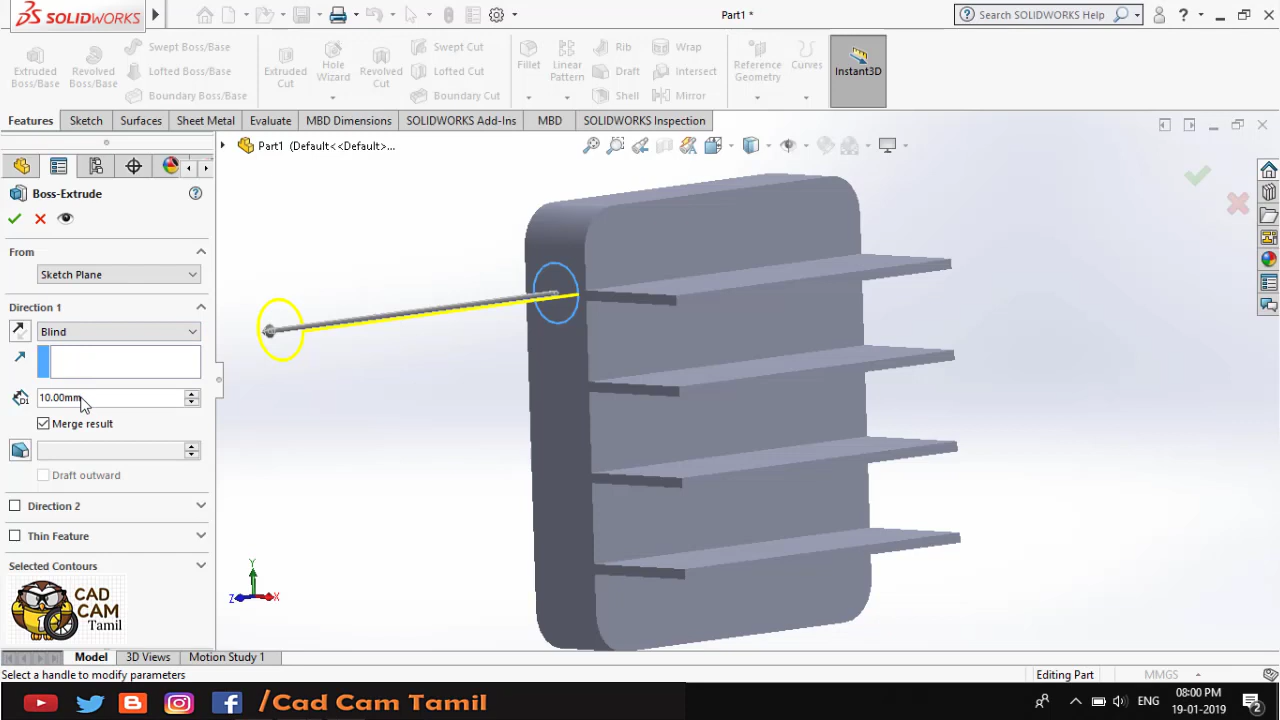 SOLIDWORKS
Part1 *
Search SOLIDWORKS Help
?
Extruded Boss/Base
Revolved Boss/Base
Swept Boss/Base
Lofted Boss/Base
Boundary Boss/Base
Extruded Cut
Hole Wizard
Revolved Cut
Swept Cut
Lofted Cut
Boundary Cut
Fillet
Linear Pattern
Rib
Draft
Shell
Wrap
Intersect
Mirror
Reference Geometry
Curves
Instant3D
Features
Sketch
Surfaces
Sheet Metal
Evaluate
MBD Dimensions
SOLIDWORKS Add-Ins
MBD
SOLIDWORKS Inspection
Part1 (Default<<Default>...
Boss-Extrude
From
Sketch Plane
Direction 1
Blind
D1
10.00mm
Merge result
Draft outward
Direction 2
Thin Feature
Selected Contours
CAD
CAM
Tamil
Y
Z
X
Model
3D Views
Motion Study 1
Select a handle to modify parameters
Editing Part
MMGS
/Cad Cam Tamil
ENG
08:00 PM
19-01-2019
2